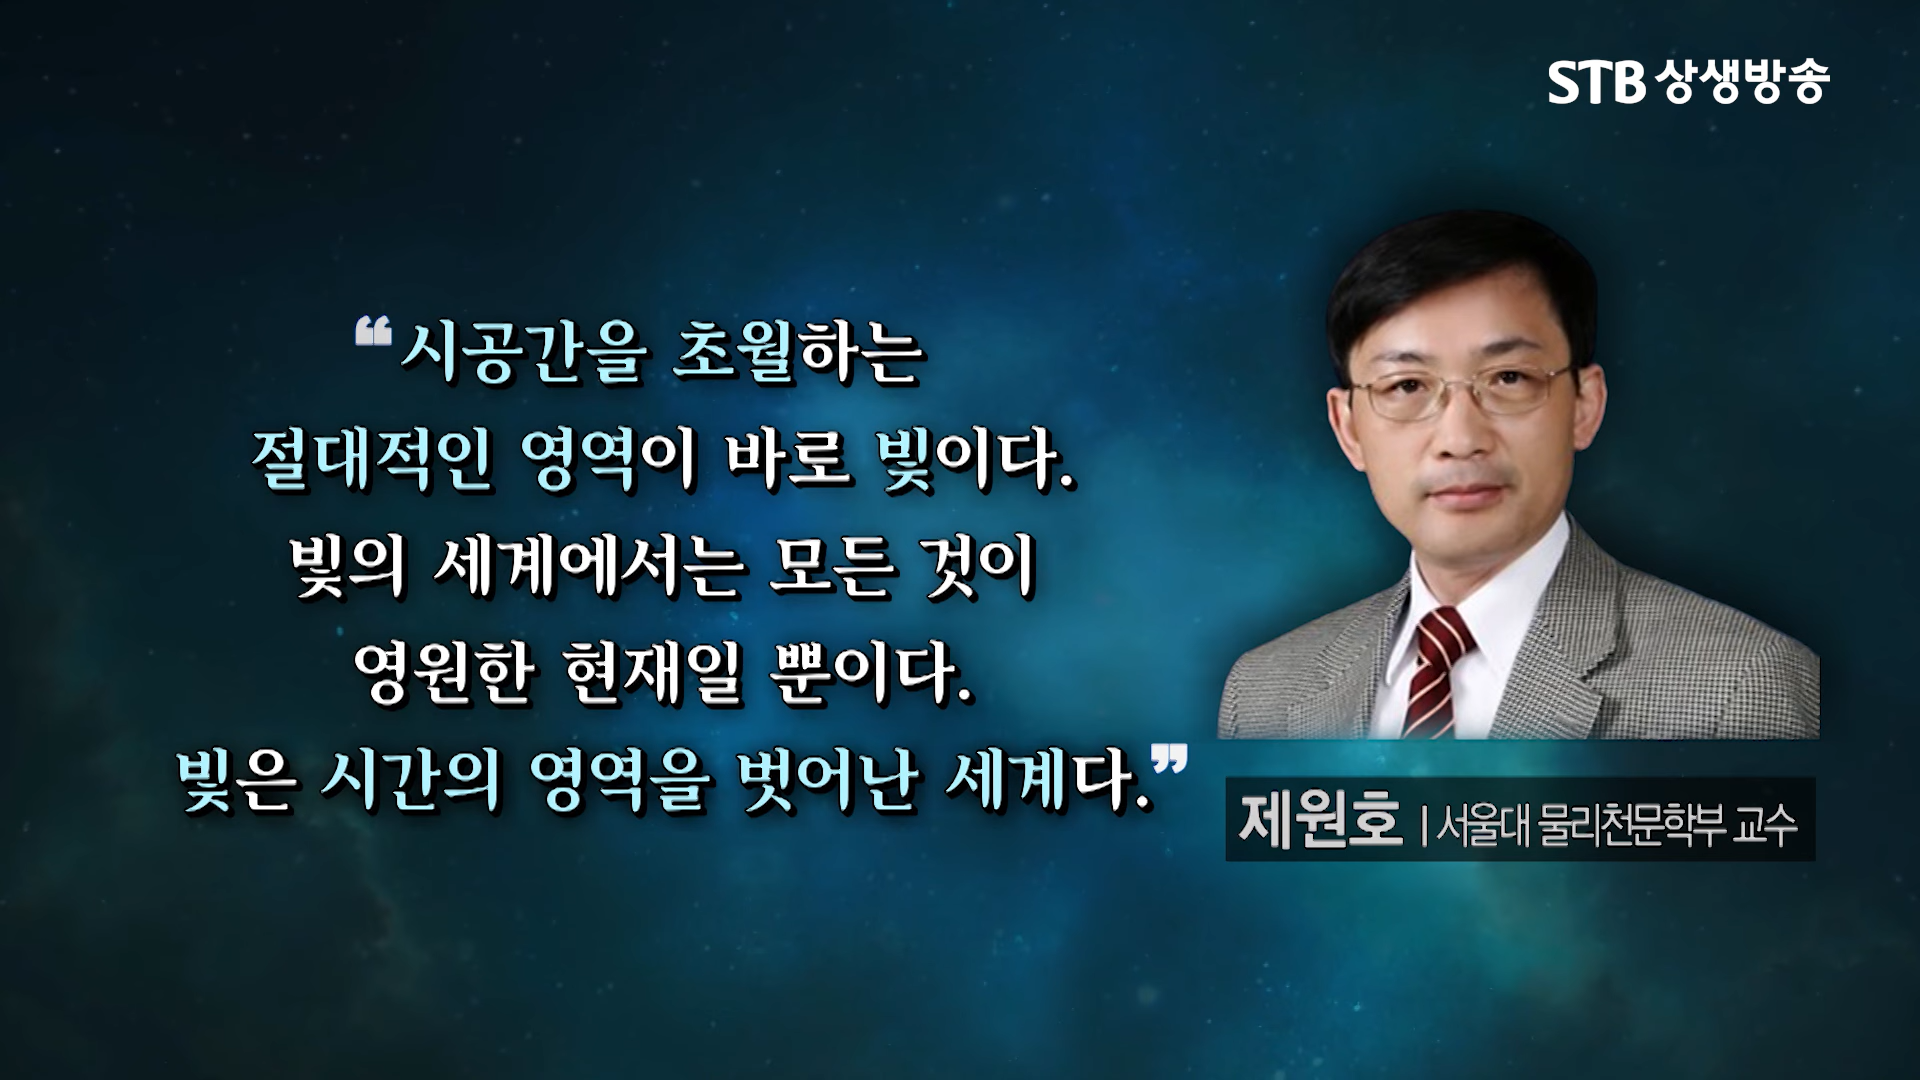 STB 상생방송
“시공간을 초월하는
절대적인 영역이 바로 빛이다.
빛의 세계에서는 모든 것이
영원한 현재일 뿐이다.
빛은 시간의 영역을 벗어난 세계다.”
제원호 | 서울대 물리천문학부 교수